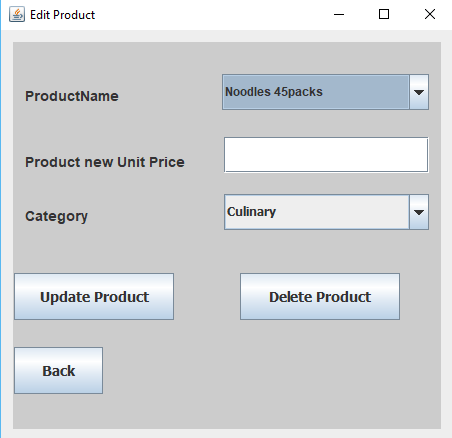 Edit Product
ProductName
Noodles 45packs
Product new Unit Price
Category
Culinary
Update Product
Delete Product
Back